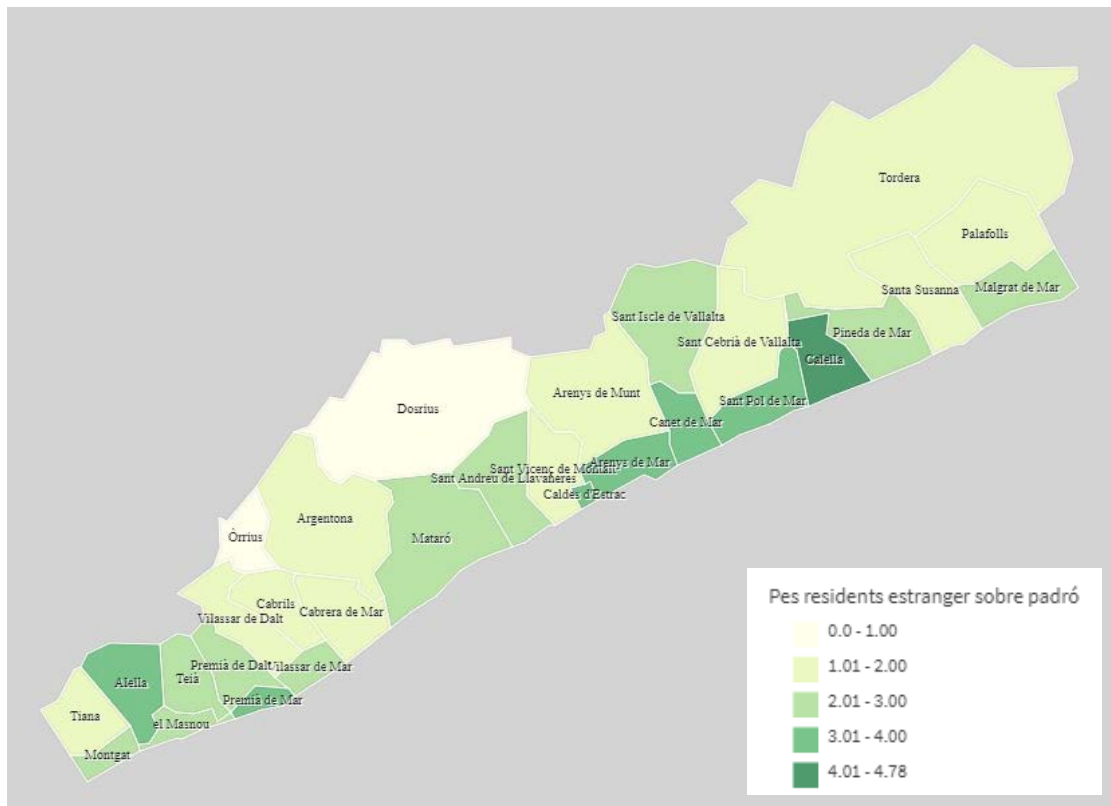 Tordera
Palafolls
Santa Susanna
Malgrat de Mar
Sant Iscle de Vallalta
Pineda de Mar
Sant Cebrià de Vallalta
Calella
Arenys de Munt
Sant Pol de Mar
Dosrius
Canet de Mar
Arenys de Mar
Sant Vicenç de Montalt
Sant Andreu de Llavaneres
Caldes d'Estrac
Argentona
Òrrius
Mataró
Cabrils
Cabrera de Mar
Vilassar de Dalt
Premià de Dalt
Vilassar de Mar
Teià
Alella
Premià de Mar
Tiana
el Masnou
Montgat
Pes residents estranger sobre padró
0.0 - 1.00
1.01 - 2.00
2.01 - 3.00
3.01 - 4.00
4.01 - 4.78